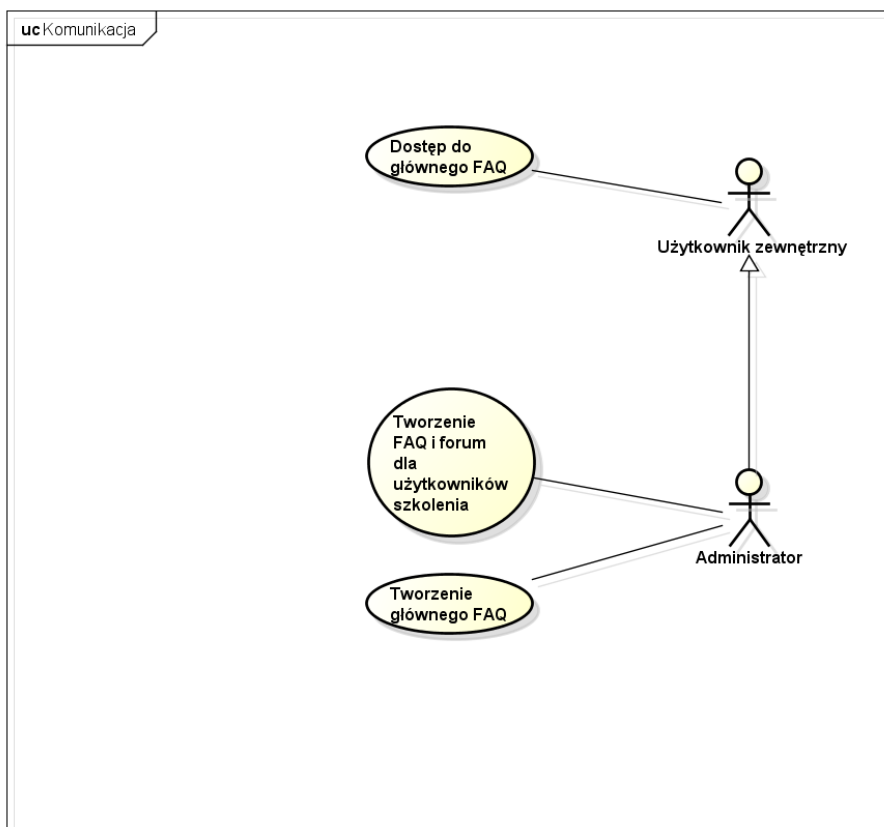 uc Komunikacja
Dostęp do
głównego FAQ
Użytkownik zewnętrzny
Tworzenie
FAQ i forum
dla
użytkowników
szkolenia
Administrator
Tworzenie
głównego FAQ